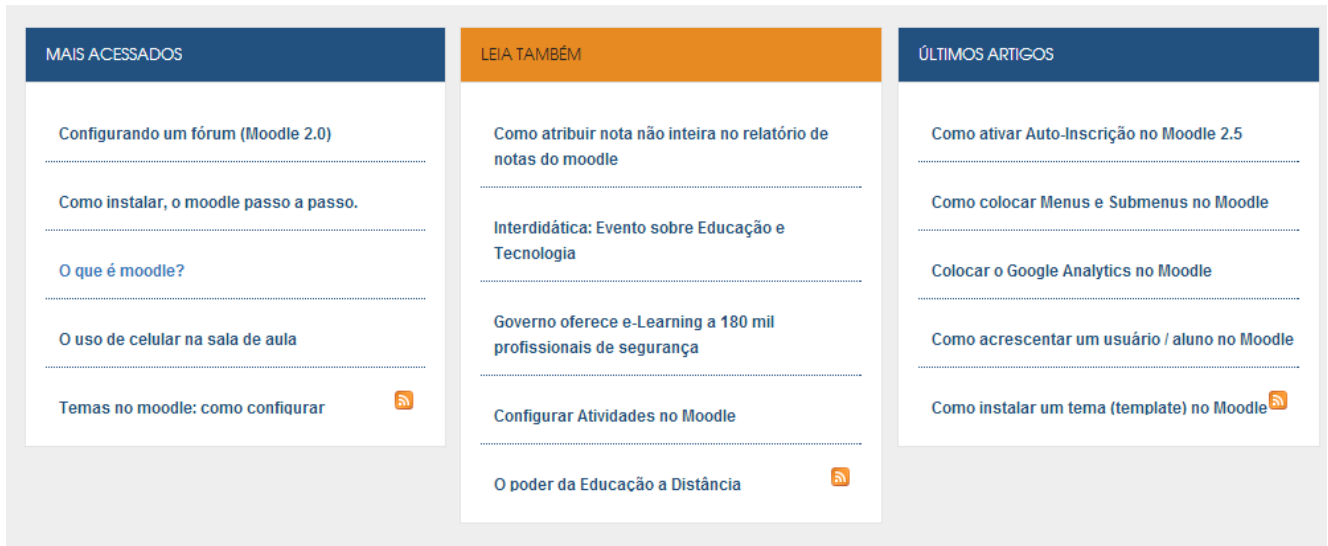 MAIS ACESSADOS
Configurando um fórum (Moodle 2.0)
Como instalar, o moodle passo a passo.
O que é moodle?
O uso de celular na sala de aula
Temas no moodle: como configurar
LEIA TAMBÉM
Como atribuir nota não inteira no relatório de
notas do moodle
Interdidática: Evento sobre Educação e
Tecnologia
Governo oferece e-Learning a 180 mil
profissionais de segurança
Configurar Atividades no Moodle
O poder da Educação a Distância
ÚLTIMOS ARTIGOS
Como ativar Auto-Inscrição no Moodle 2.5
Como colocar Menus e Submenus no Moodle
Colocar o Google Analytics no Moodle
Como acrescentar um usuário / aluno no Moodle
Como instalar um tema (template) no Moodle